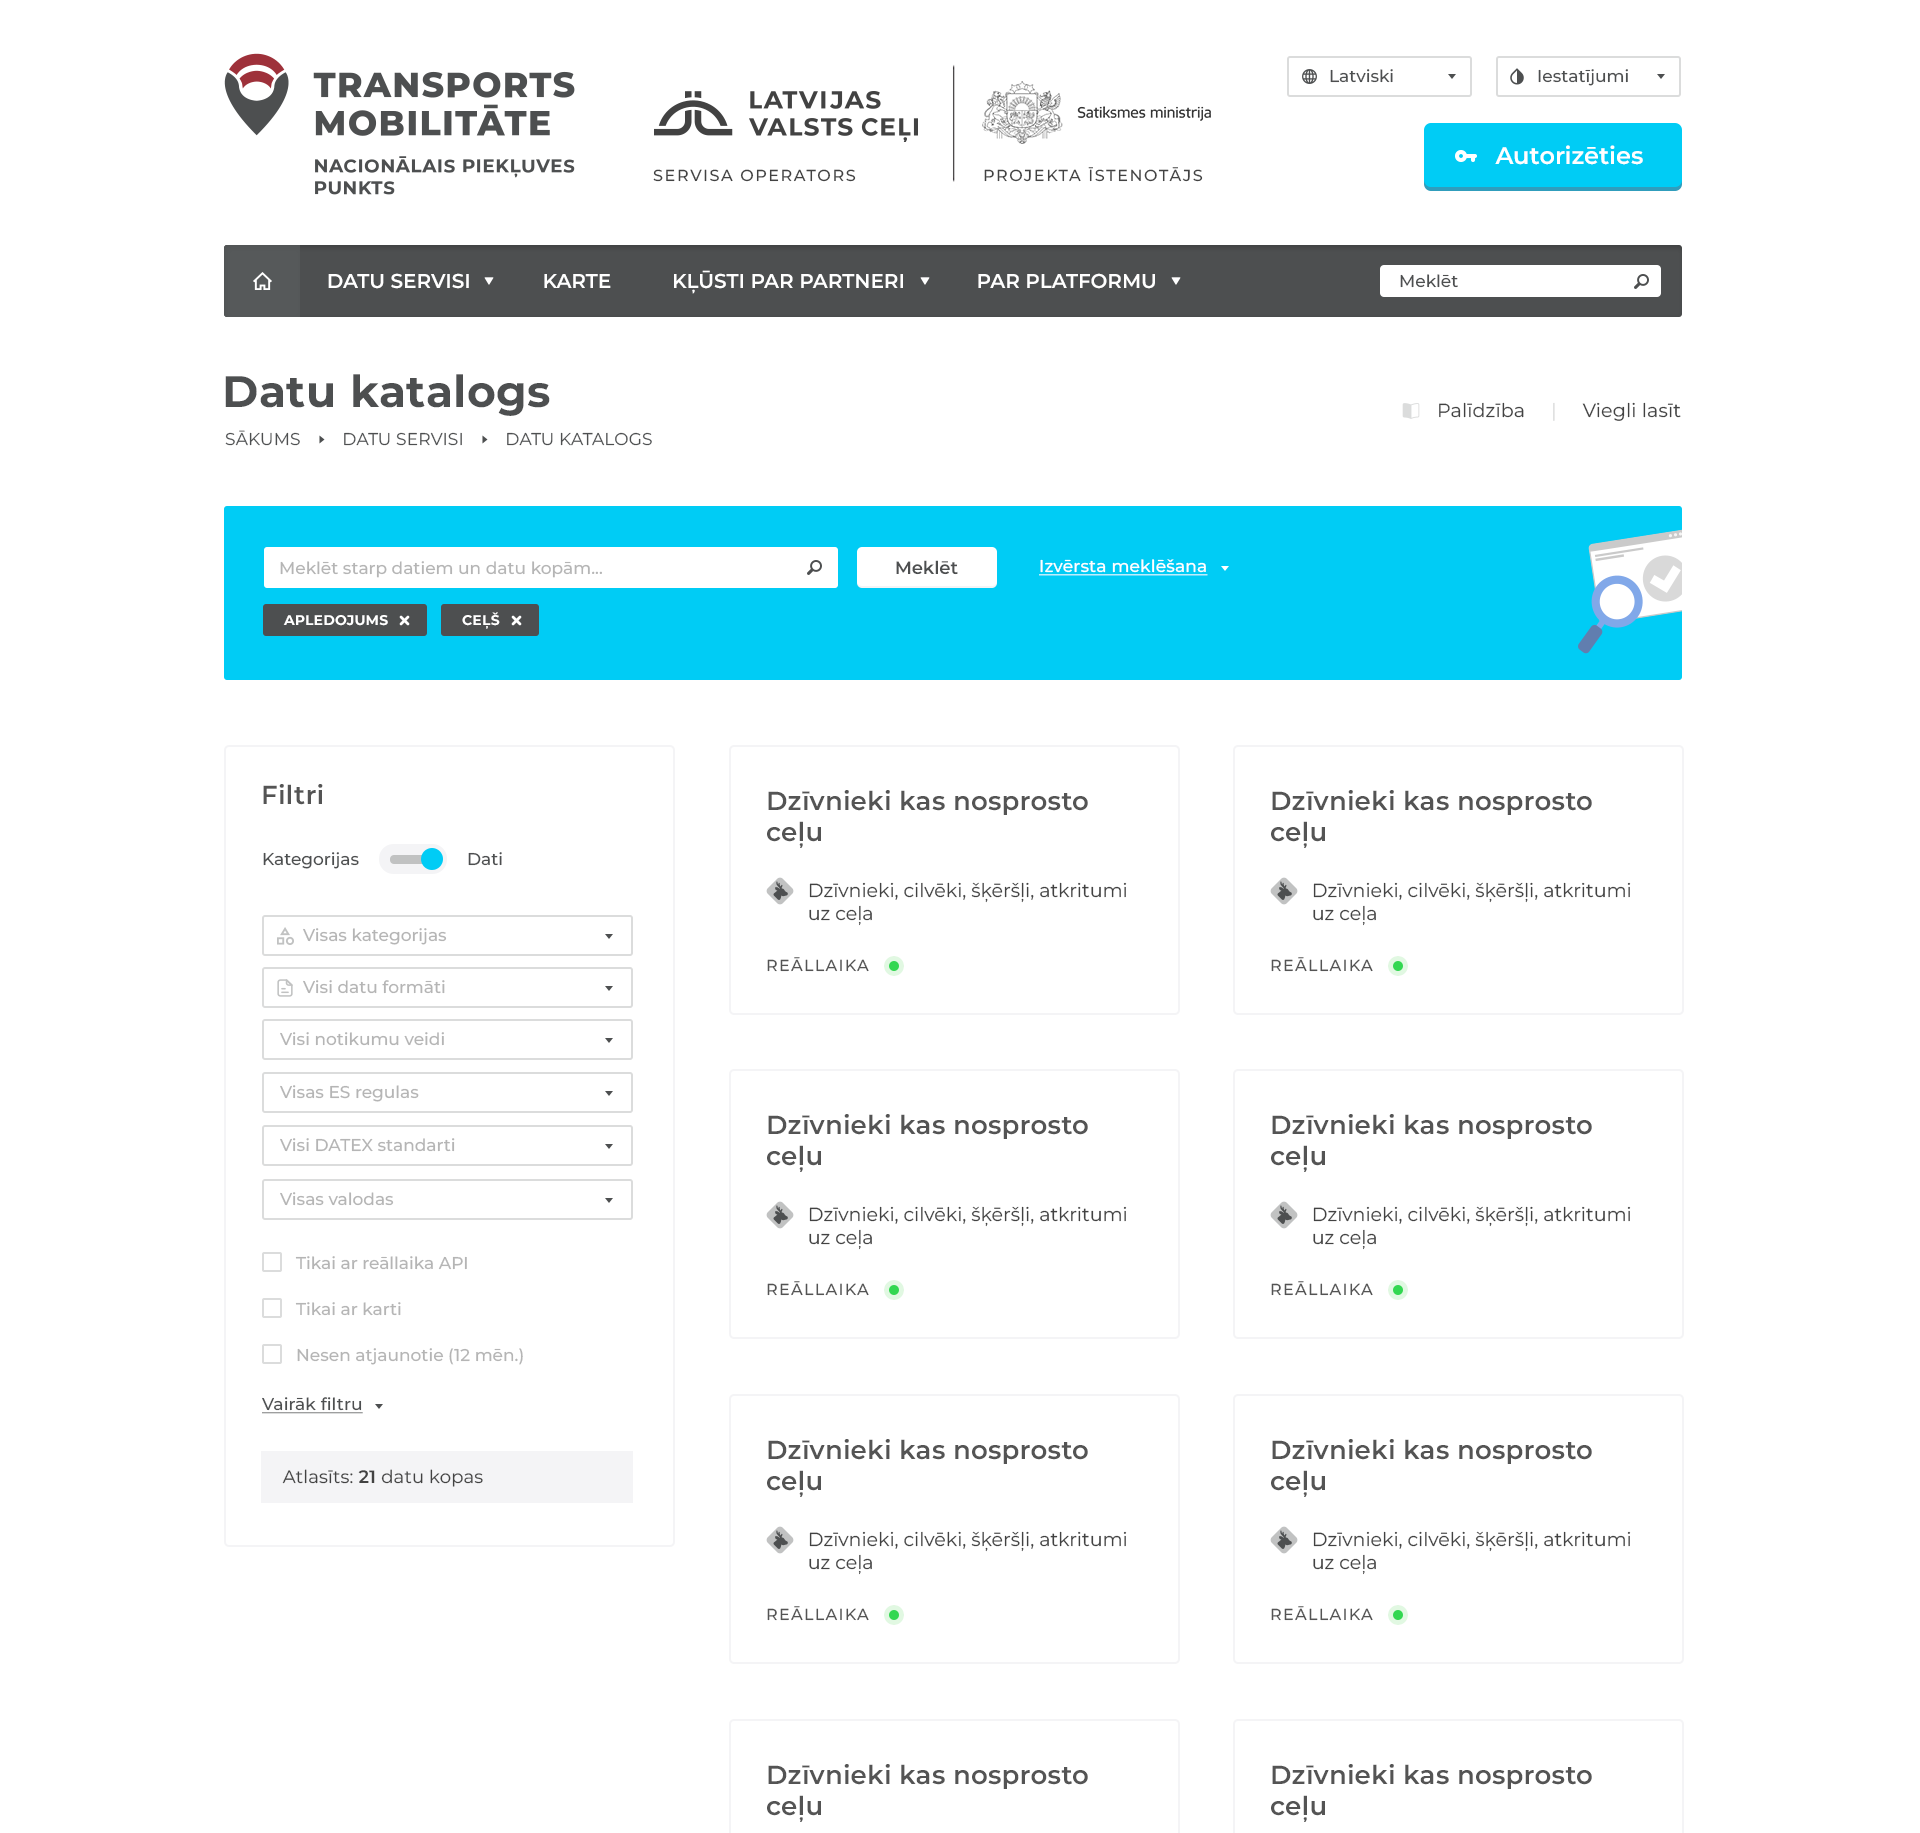 TRANSPORTS
MOBILITĀTE
NACIONĀLAIS PIEKĻUVES
PUNKTS
LATVIJAS
VALSTS CEĻI
SERVISA OPERATORS
Satiksmes ministrija
PROJEKTA ĪSTENOTĀJS
Latviski
Iestatījumi
Autorizēties
DATU SERVISI
KARTE
KĻŪSTI PAR PARTNERI
PAR PLATFORMU
Meklēt
Datu katalogs
SĀKUMS
DATU SERVISI
DATU KATALOGS
Palīdzība
Viegli lasīt
Meklēt starp datiem un datu kopām...
Meklēt
Izvērsta meklēšana
APLEDOJUMS
CEĻŠ
Filtri
Kategorijas
Dati
Visas kategorijas
Visi datu formāti
Visi notikumu veidi
Visas ES regulas
Visi DATEX standarti
Visas valodas
Tikai ar reāllaika API
Tikai ar karti
Nesen atjaunotie (12 mēn.)
Vairāk filtru
Atlasīts: 21 datu kopas
Dzīvnieki kas nosprosto
ceļu
Dzīvnieki, cilvēki, šķēršļi, atkritumi
uz ceļa
REĀLLAIKA
Dzīvnieki kas nosprosto
ceļu
Dzīvnieki, cilvēki, šķēršļi, atkritumi
uz ceļa
REĀLLAIKA
Dzīvnieki kas nosprosto
ceļu
Dzīvnieki, cilvēki, šķēršļi, atkritumi
uz ceļa
REĀLLAIKA
Dzīvnieki kas nosprosto
ceļu
Dzīvnieki, cilvēki, šķēršļi, atkritumi
uz ceļa
REĀLLAIKA
Dzīvnieki kas nosprosto
ceļu
Dzīvnieki, cilvēki, šķēršļi, atkritumi
uz ceļa
REĀLLAIKA
Dzīvnieki kas nosprosto
ceļu
Dzīvnieki, cilvēki, šķēršļi, atkritumi
uz ceļa
REĀLLAIKA
Dzīvnieki kas nosprosto
ceļu
Dzīvnieki kas nosprosto
ceļu